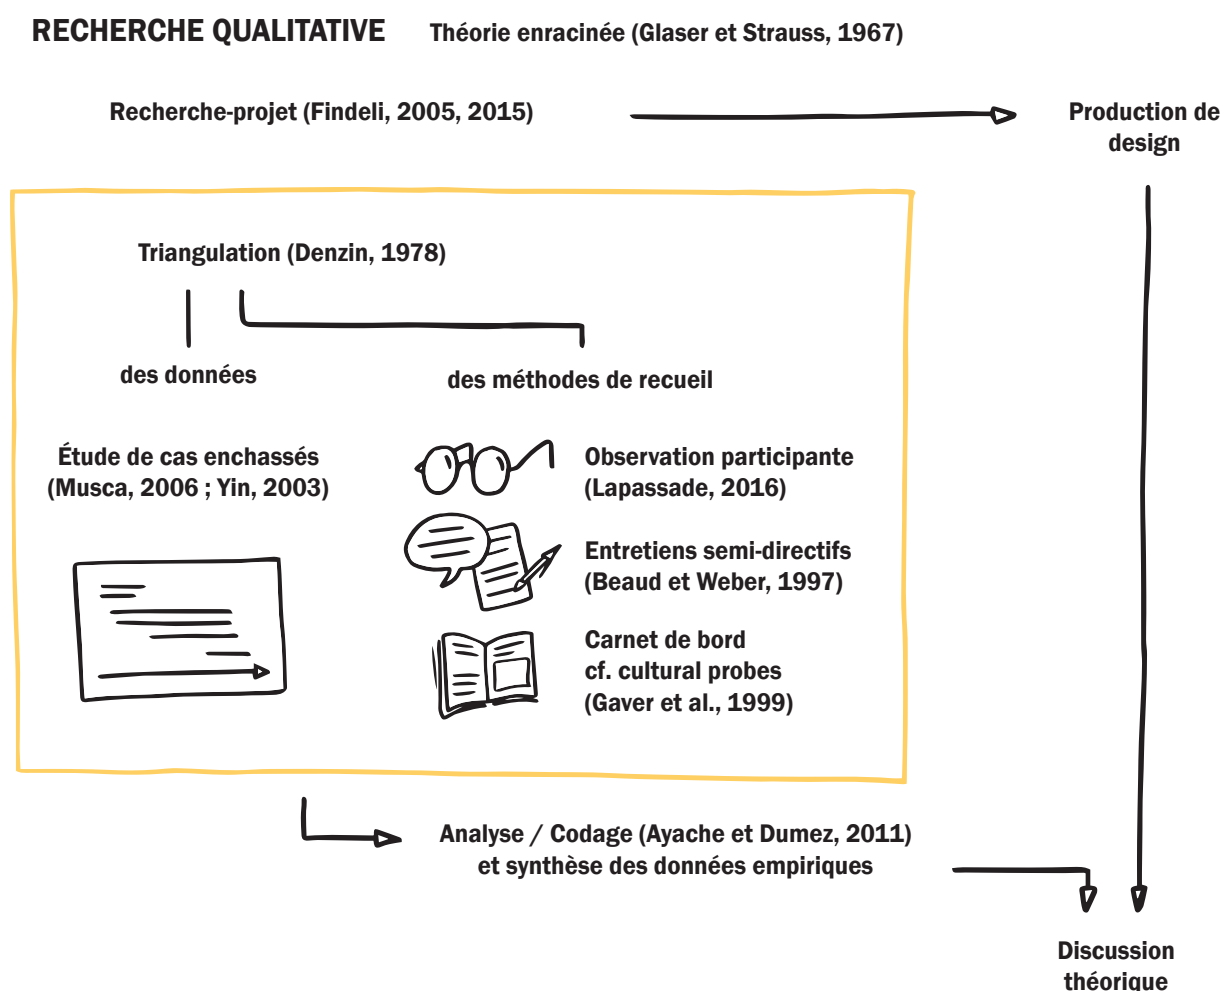 RECHERCHE QUALITATIVE
Théorie enracinée (Glaser et Strauss, 1967)
Recherche-projet (Findeli, 2005, 2015)
Production de
design
Triangulation (Denzin, 1978)
des données
des méthodes de recueil
Étude de cas enchassés
(Musca, 2006 ; Yin, 2003)
Observation participante
(Lapassade, 2016)
Entretiens semi-directifs
(Beaud et Weber, 1997)
Carnet de bord
cf. cultural probes
(Gaver et al., 1999)
Analyse / Codage (Ayache et Dumez, 2011)
et synthèse des données empiriques
Discussion
théorique